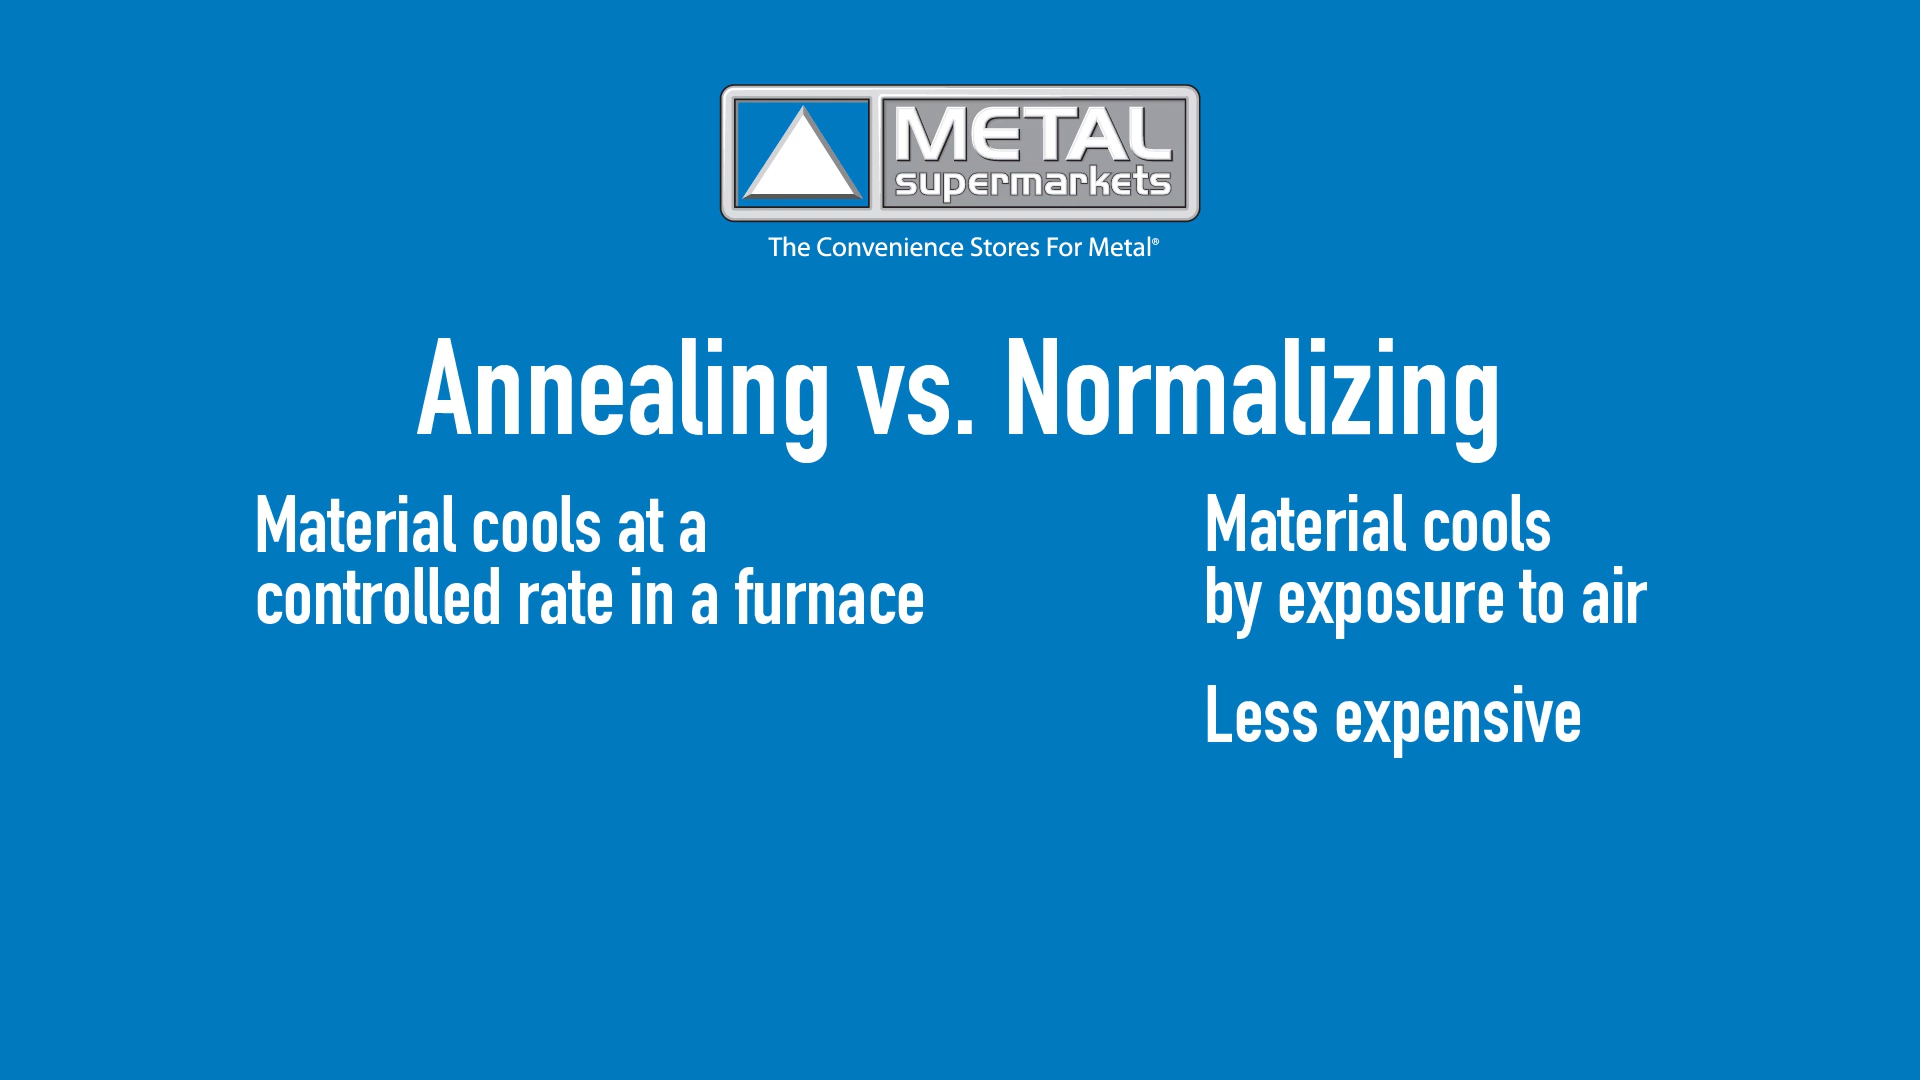 METAL
supermarkets
The Convenience Stores For Metal®
Annealing vs. Normalizing
Material cools at a
controlled rate in a furnace
Material cools
by exposure to air
Less expensive